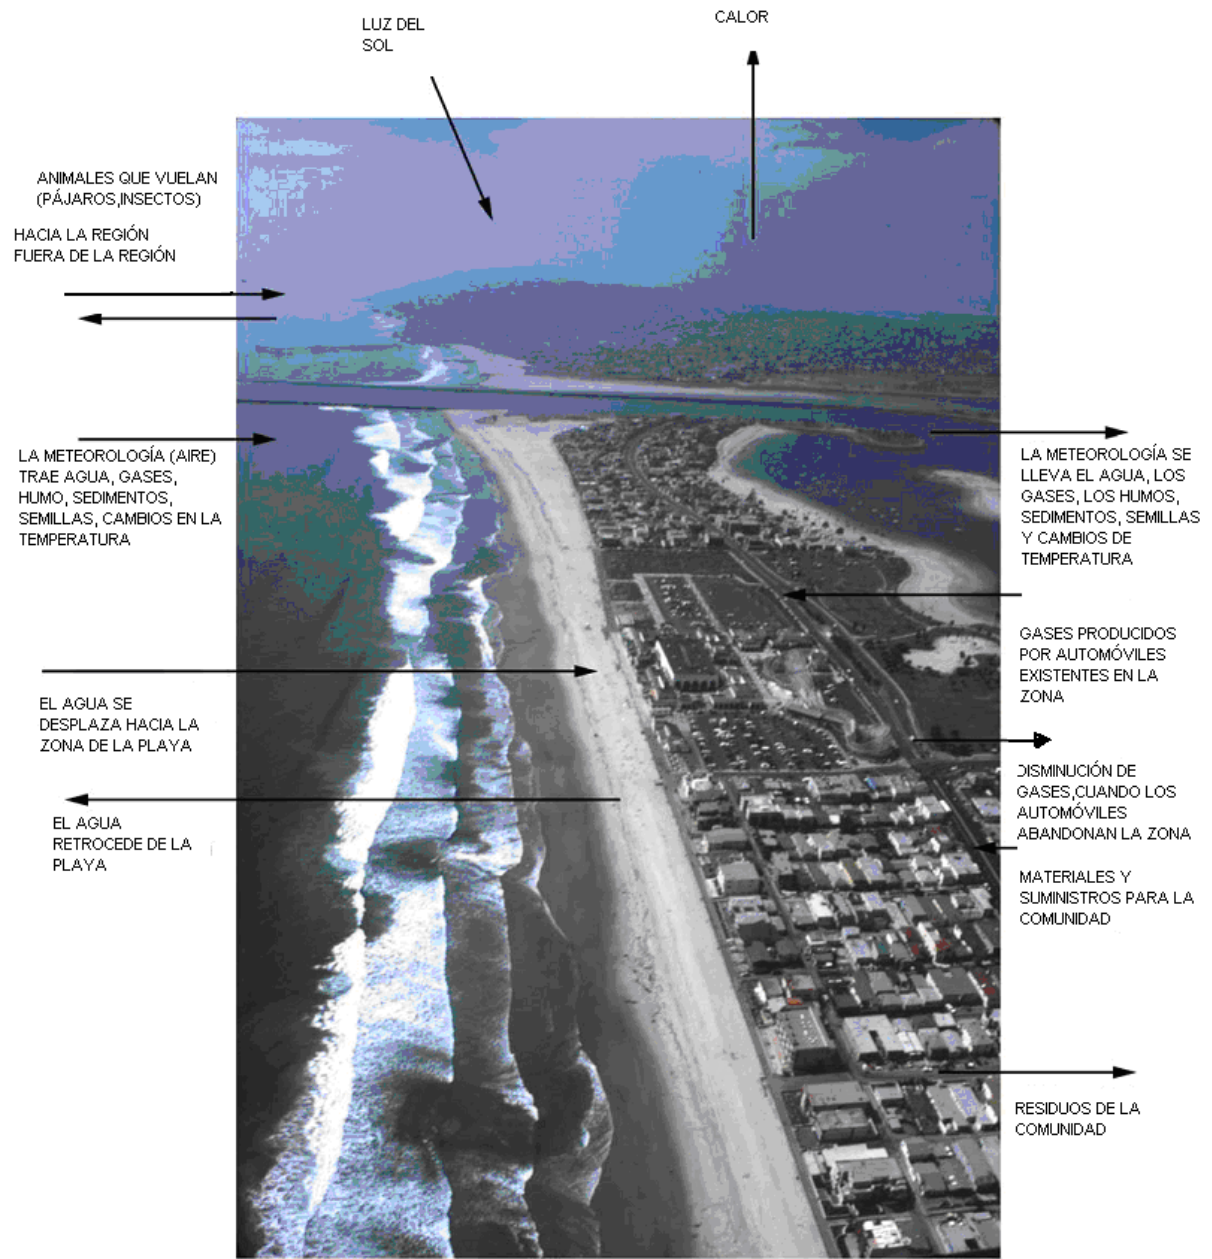 LUZ DEL
SOL
CALOR
ANIMALES QUE VUELAN
(PÁJAROS,INSECTOS)
HACIA LA REGIÓN
FUERA DE LA REGIÓN
LA METEOROLOGÍA (AIRE)
TRAE AGUA, GASES,
HUMO, SEDIMENTOS,
SEMILLAS, CAMBIOS EN LA
TEMPERATURA
EL AGUA SE
DESPLAZA HACIA LA
ZONA DE LA PLAYA
EL AGUA
RETROCEDE DE LA
PLAYA
LA METEOROLOGÍA SE
LLEVA EL AGUA, LOS
GASES, LOS HUMOS,
SEDIMENTOS, SEMILLAS
Y CAMBIOS DE
TEMPERATURA
GASES PRODUCIDOS
POR AUTOMÓVILES
EXISTENTES EN LA
ZONA
DISMINUCIÓN DE
GASES,CUANDO LOS
AUTOMÓVILES
ABANDONAN LA ZONA
MATERIALES Y
SUMINISTROS PARA LA
COMUNIDAD
RESIDUOS DE LA
COMUNIDAD